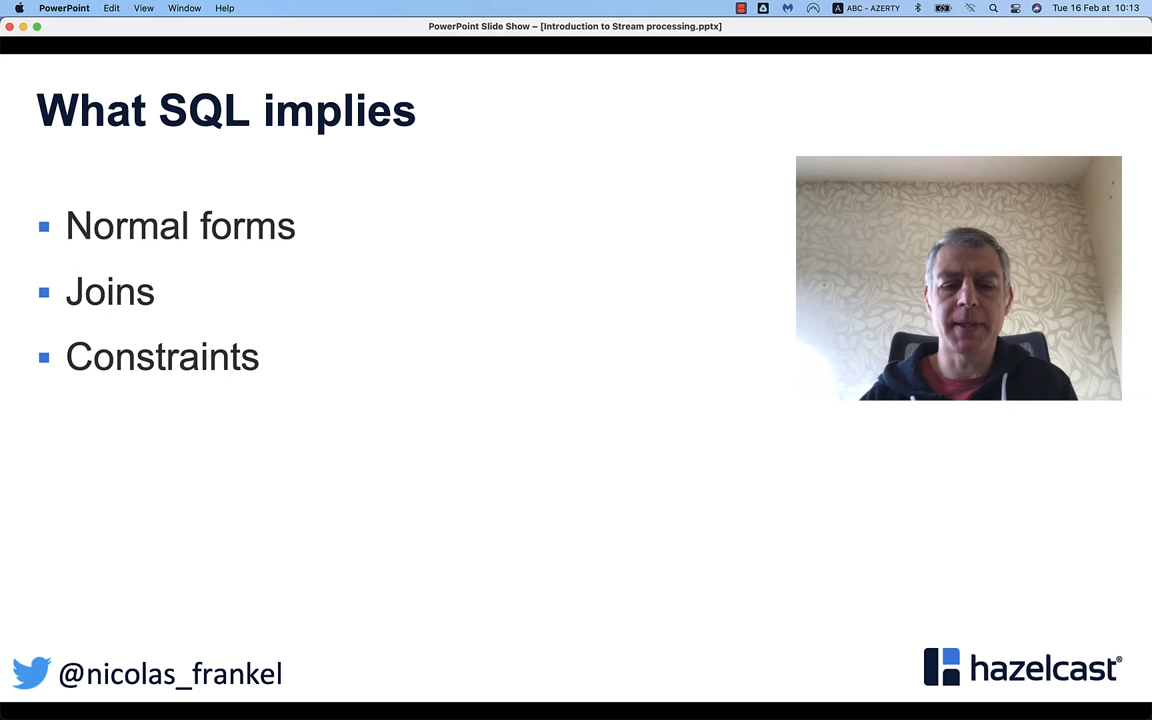 PowerPoint Edit View Window Help A ABC - AZERTY Tue 16 Feb at 10:13
PowerPoint Slide Show – [Introduction to Stream processing.pptx]
What SQL implies
Normal forms
Joins
Constraints
@nicolas_frankel
hazelcast®